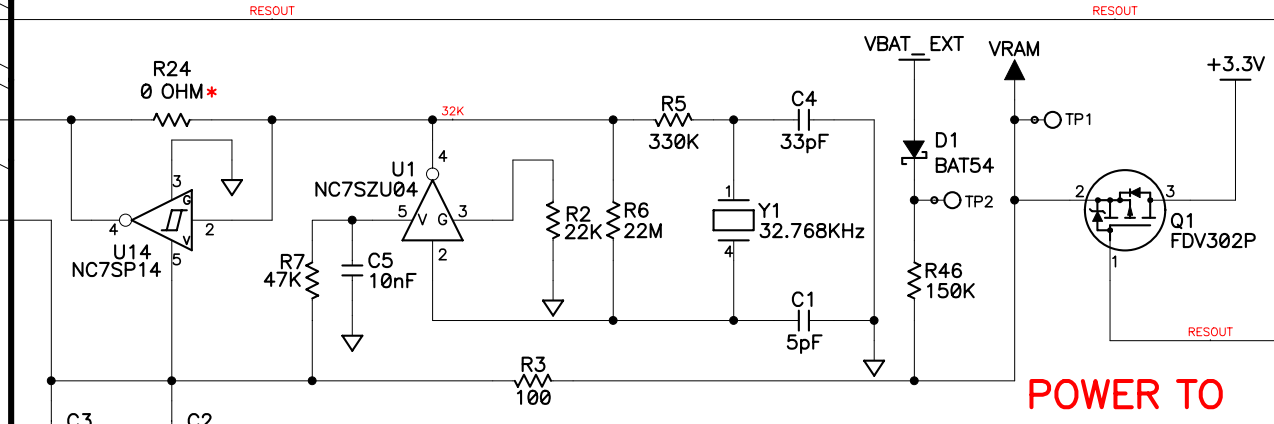 RESOUT
RESOUT
VBAT_EXT
VRAM
+3.3V
R24
0 OHM*
32K
R5
330K
C4
33pF
TP1
D1
BAT54
3
G
4
V
2
5
U14
NC7SP14
U1
NC7SZU04
4
5
V
G
3
2
R2
22K
R6
22M
1
Y1
32.768KHz
4
TP2
2
3
Q1
FDV302P
1
R7
47K
C5
10nF
R46
150K
C1
5pF
RESOUT
R3
100
POWER TO
C3
C2